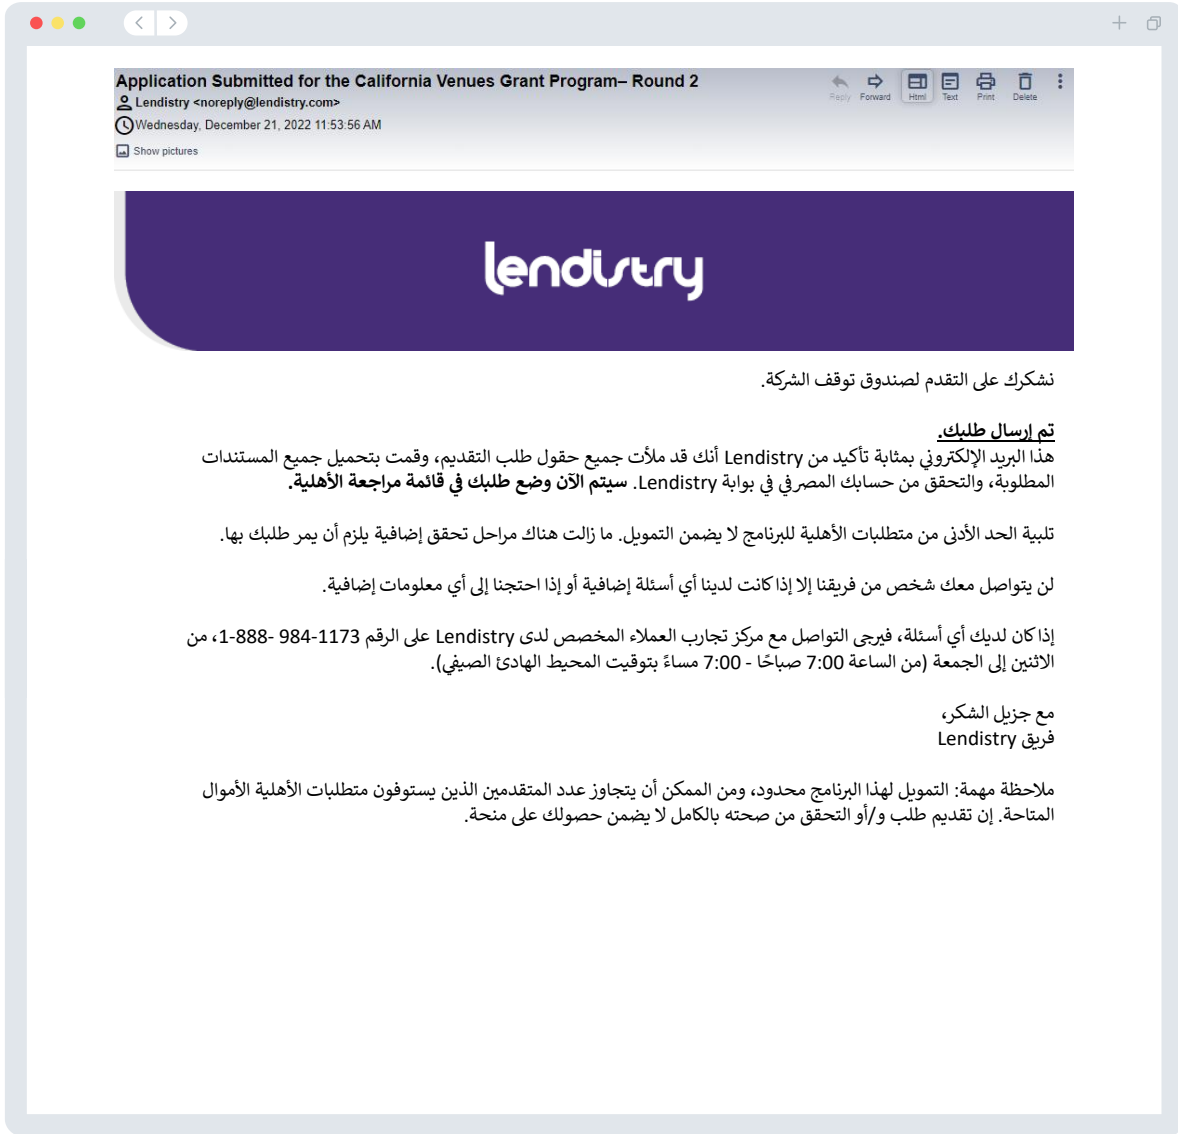 Application Submitted for the California Venues Grant Program– Round 2
Lendistry <noreply@lendistry.com>
Wednesday, December 21, 2022 11:53:56 AM
Show pictures
Reply Forward Html Text Print Delete
lendistry
نشكرك على التقدم لصندوق توقف الشركة.
تم إرسال طلبك.
هذا البريد الإلكتروني بمثابة تأكيد من Lendistry أنك قد ملأت جميع حقول طلب التقديم، وقمت بتحميل جميع المستندات
المطلوبة، والتحقق من حسابك المصرفي في بوابة Lendistry. سيتم الآن وضع طلبك في قائمة مراجعة الأهلية.
تلبية الحد الأدنى من متطلبات الأهلية للبرنامج لا يضمن التمويل. ما زالت هناك مراحل تحقق إضافية يلزم أن يمر طلبك بها.
لن يتواصل معك شخص من فريقنا إلا إذا كانت لدينا أي أسئلة إضافية أو إذا احتجنا إلى أي معلومات إضافية.
إذا كان لديك أي أسئلة، فيرجى التواصل مع مركز تجارب العملاء المخصص لدى Lendistry على الرقم 1173-984 -888-1، من
الاثنين إلى الجمعة (من الساعة 7:00 صباحًا - 7:00 مساءً بتوقيت المحيط الهادئ الصيفي).
مع جزيل الشكر،
فريق Lendistry
ملاحظة مهمة: التمويل لهذا البرنامج محدود، ومن الممكن أن يتجاوز عدد المتقدمين الذين يستوفون متطلبات الأهلية الأموال
المتاحة. إن تقديم طلب و/أو التحقق من صحته بالكامل لا يضمن حصولك على منحة.